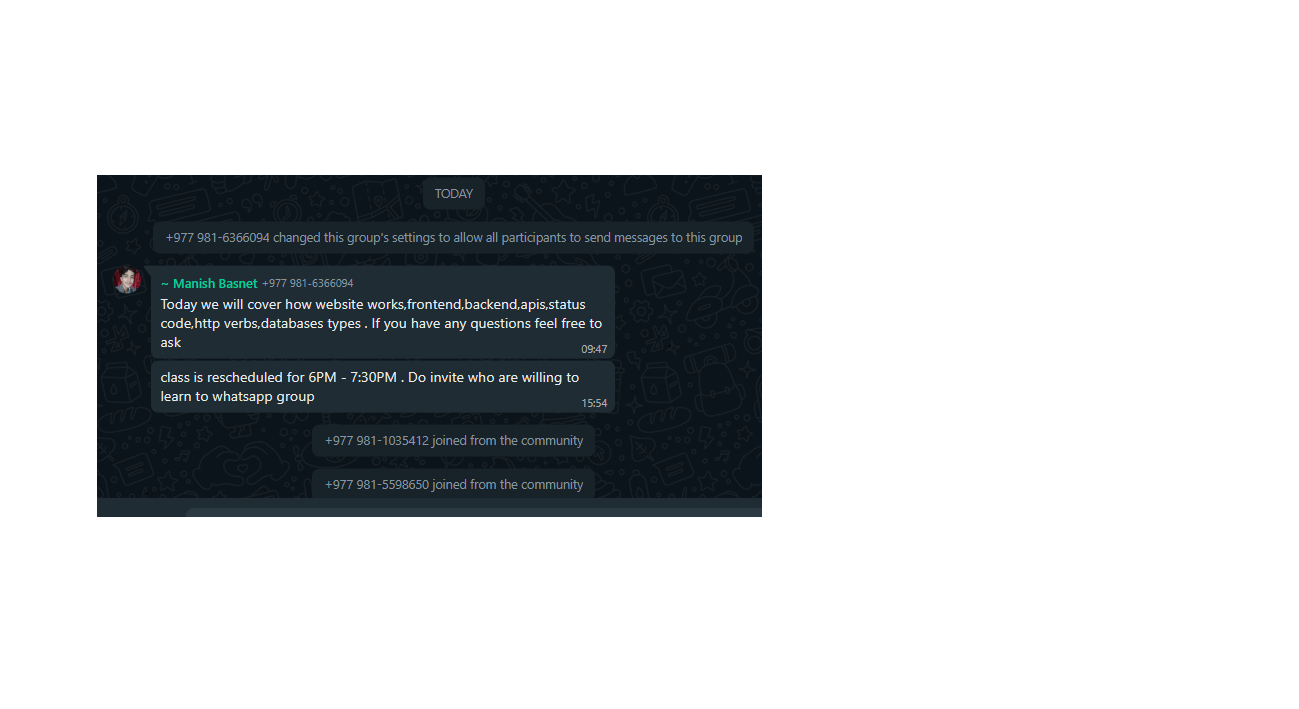 TODAY
+977 981-6366094 changed this group's settings to allow all participants to send messages to this group
~ Manish Basnet +977 981-6366094
Today we will cover how website works,frontend,backend,apis,status
code,http verbs,databases types . If you have any questions feel free to
ask
09:47
class is rescheduled for 6PM - 7:30PM . Do invite who are willing to
learn to whatsapp group
15:54
+977 981-1035412 joined from the community
+977 981-5598650 joined from the community